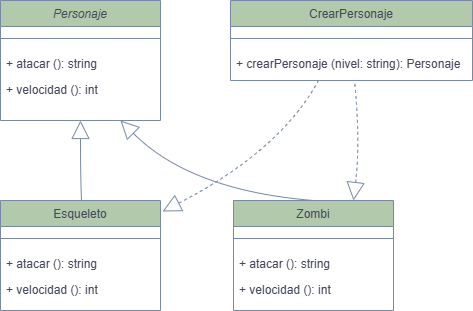 Personaje
+ atacar (): string
+ velocidad (): int
CrearPersonaje
+ crearPersonaje (nivel: string): Personaje
Esqueleto
+ atacar (): string
+ velocidad (): int
Zombi
+ atacar (): string
+ velocidad (): int